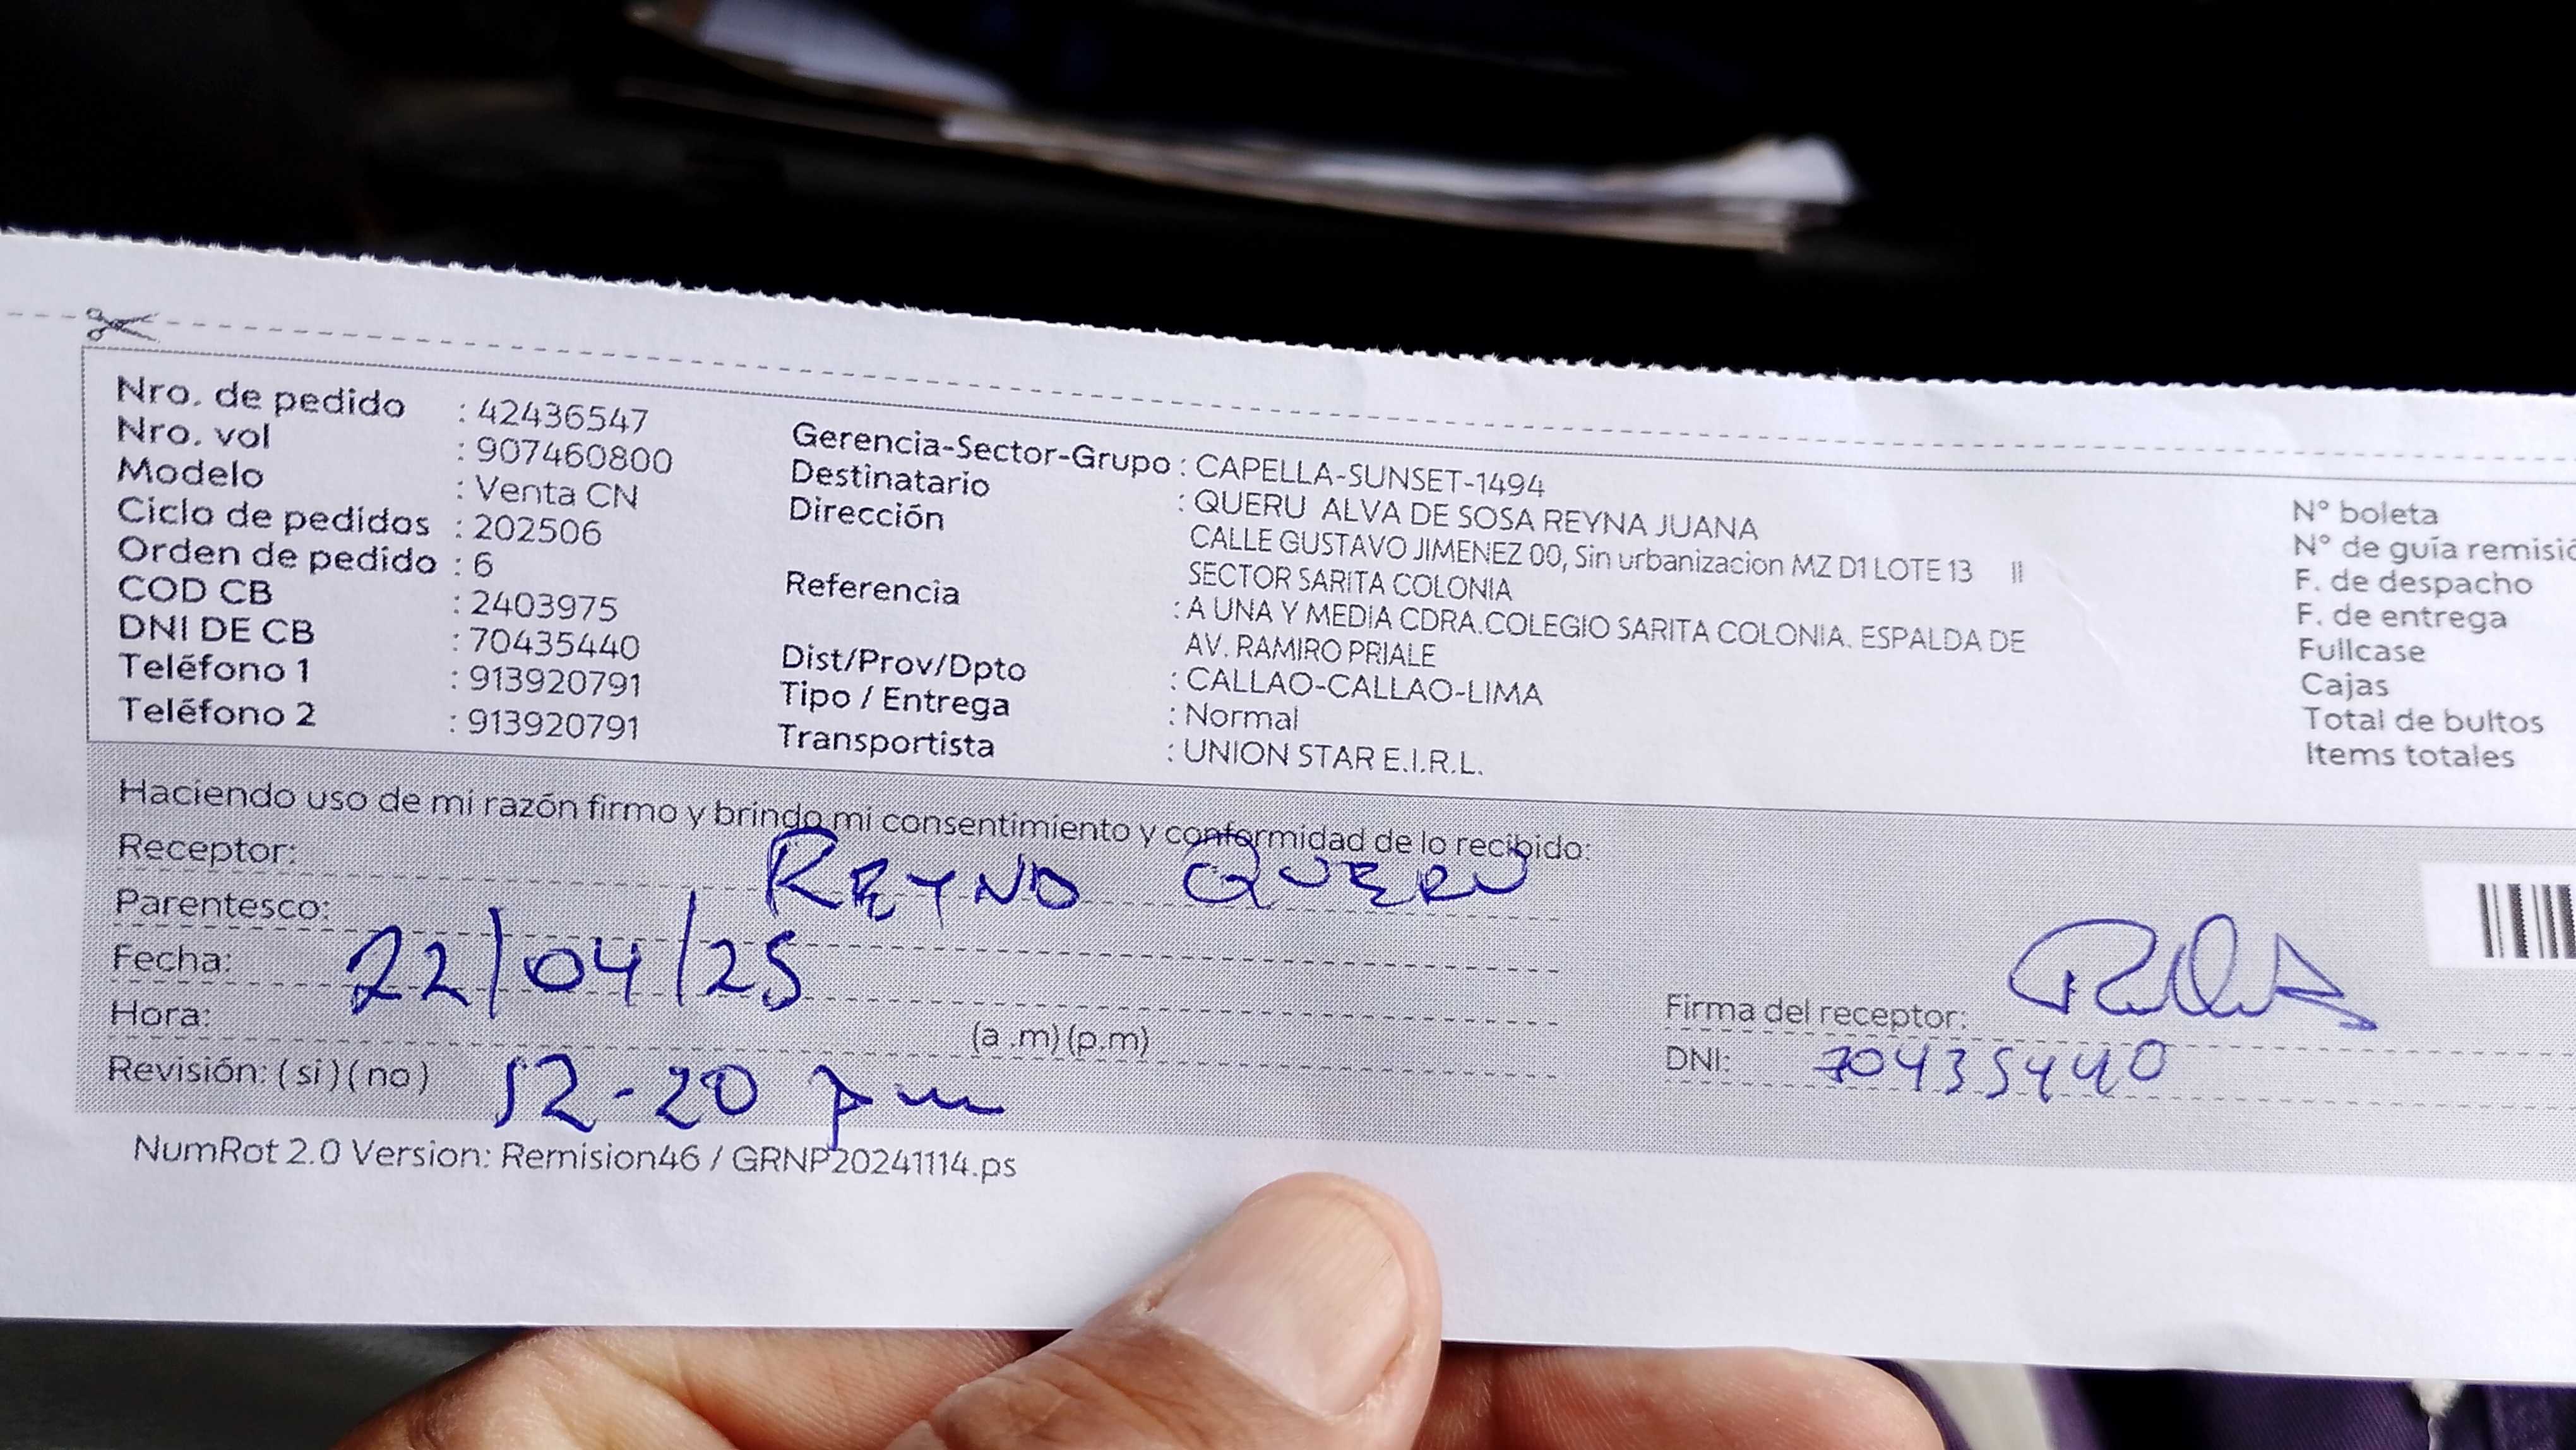 Nro. de pedido : 42436547
Nro. vol : 907460800
Modelo : Venta CN
Ciclo de pedidos : 202506
Orden de pedido : 6
COD CB : 2403975
DNI DE CB : 70435440
Teléfono 1 : 913920791
Teléfono 2 : 913920791
Gerencia-Sector-Grupo : CAPELLA-SUNSET-1494
Destinatario : QUERU ALVA DE SOSA REYNA JUANA
Dirección CALLE GUSTAVO JIMENEZ 00, Sin urbanizacion MZ D1 LOTE 13 II
SECTOR SARITA COLONIA
Referencia : A UNA Y MEDIA CDRA.COLEGIO SARITA COLONIA. ESPALDA DE
AV. RAMIRO PRIALE
Dist/Prov/Dpto : CALLAO-CALLAO-LIMA
Tipo / Entrega : Normal
Transportista : UNION STAR E.I.R.L.
N° boleta
N° de guía remisió
F. de despacho
F. de entrega
Fullcase
Cajas
Total de bultos
Items totales
Haciendo uso de mi razón firmo y brindo mi consentimiento y conformidad de lo recibido:
Receptor: REYNA QUERU
Parentesco:
Fecha: 22/04/25
Hora: (a .m) (p.m)
Revisión: ( si ) ( no ) 12-20 pm
Firma del receptor:
DNI: 70435440
NumRot 2.0 Version: Remision46 / GRNP20241114.ps